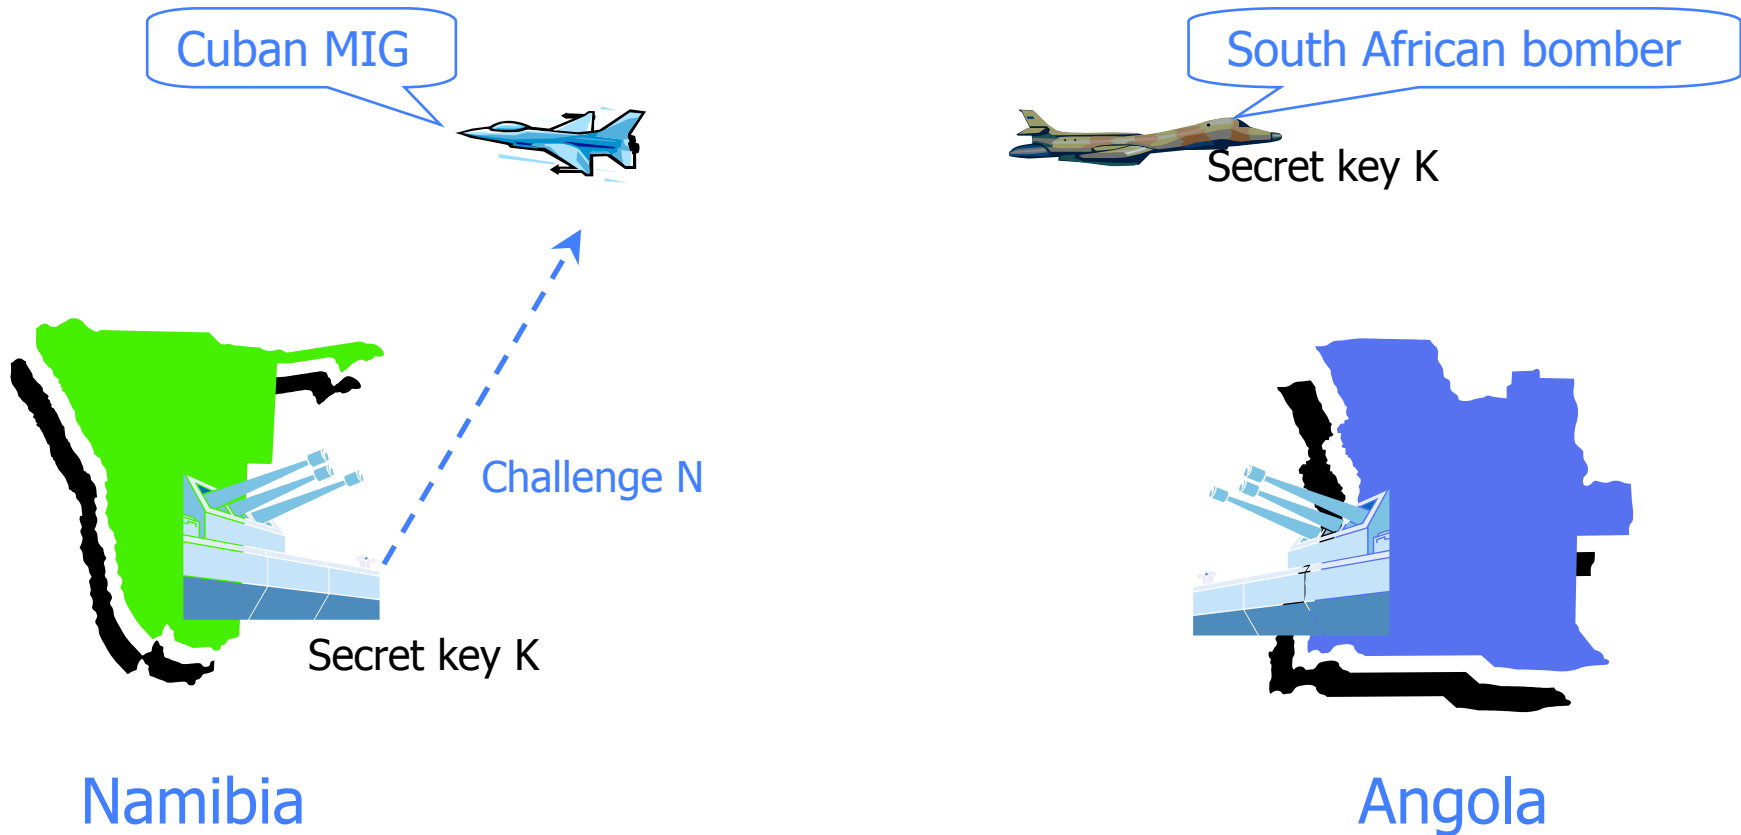 Cuban MIG
South African bomber
Secret key K
Challenge N
Secret key K
Namibia
Angola